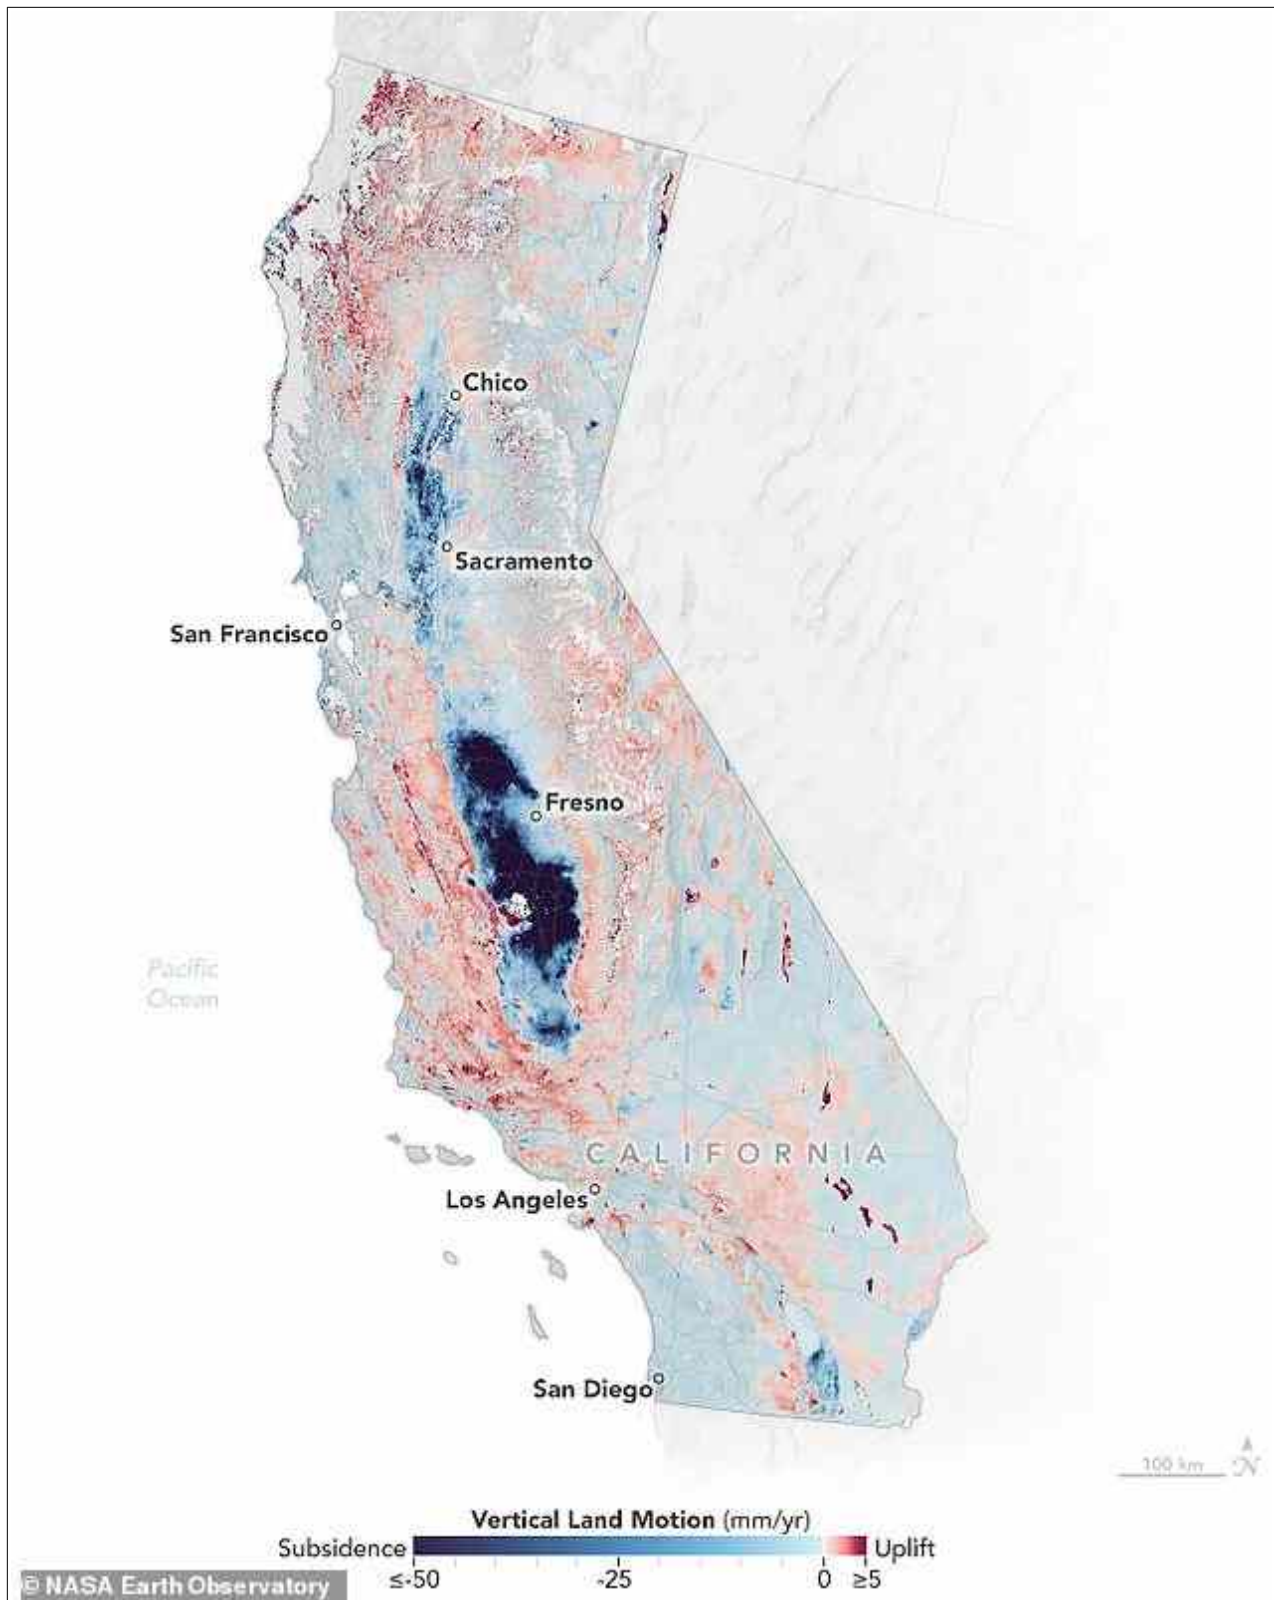 Chico
Sacramento
San Francisco
Fresno
Pacific
Ocean
CALIFORNIA
Los Angeles
San Diego
100 km
N
Vertical Land Motion (mm/yr)
Subsidence
Uplift
≤-50
-25
0
≥5
© NASA Earth Observatory